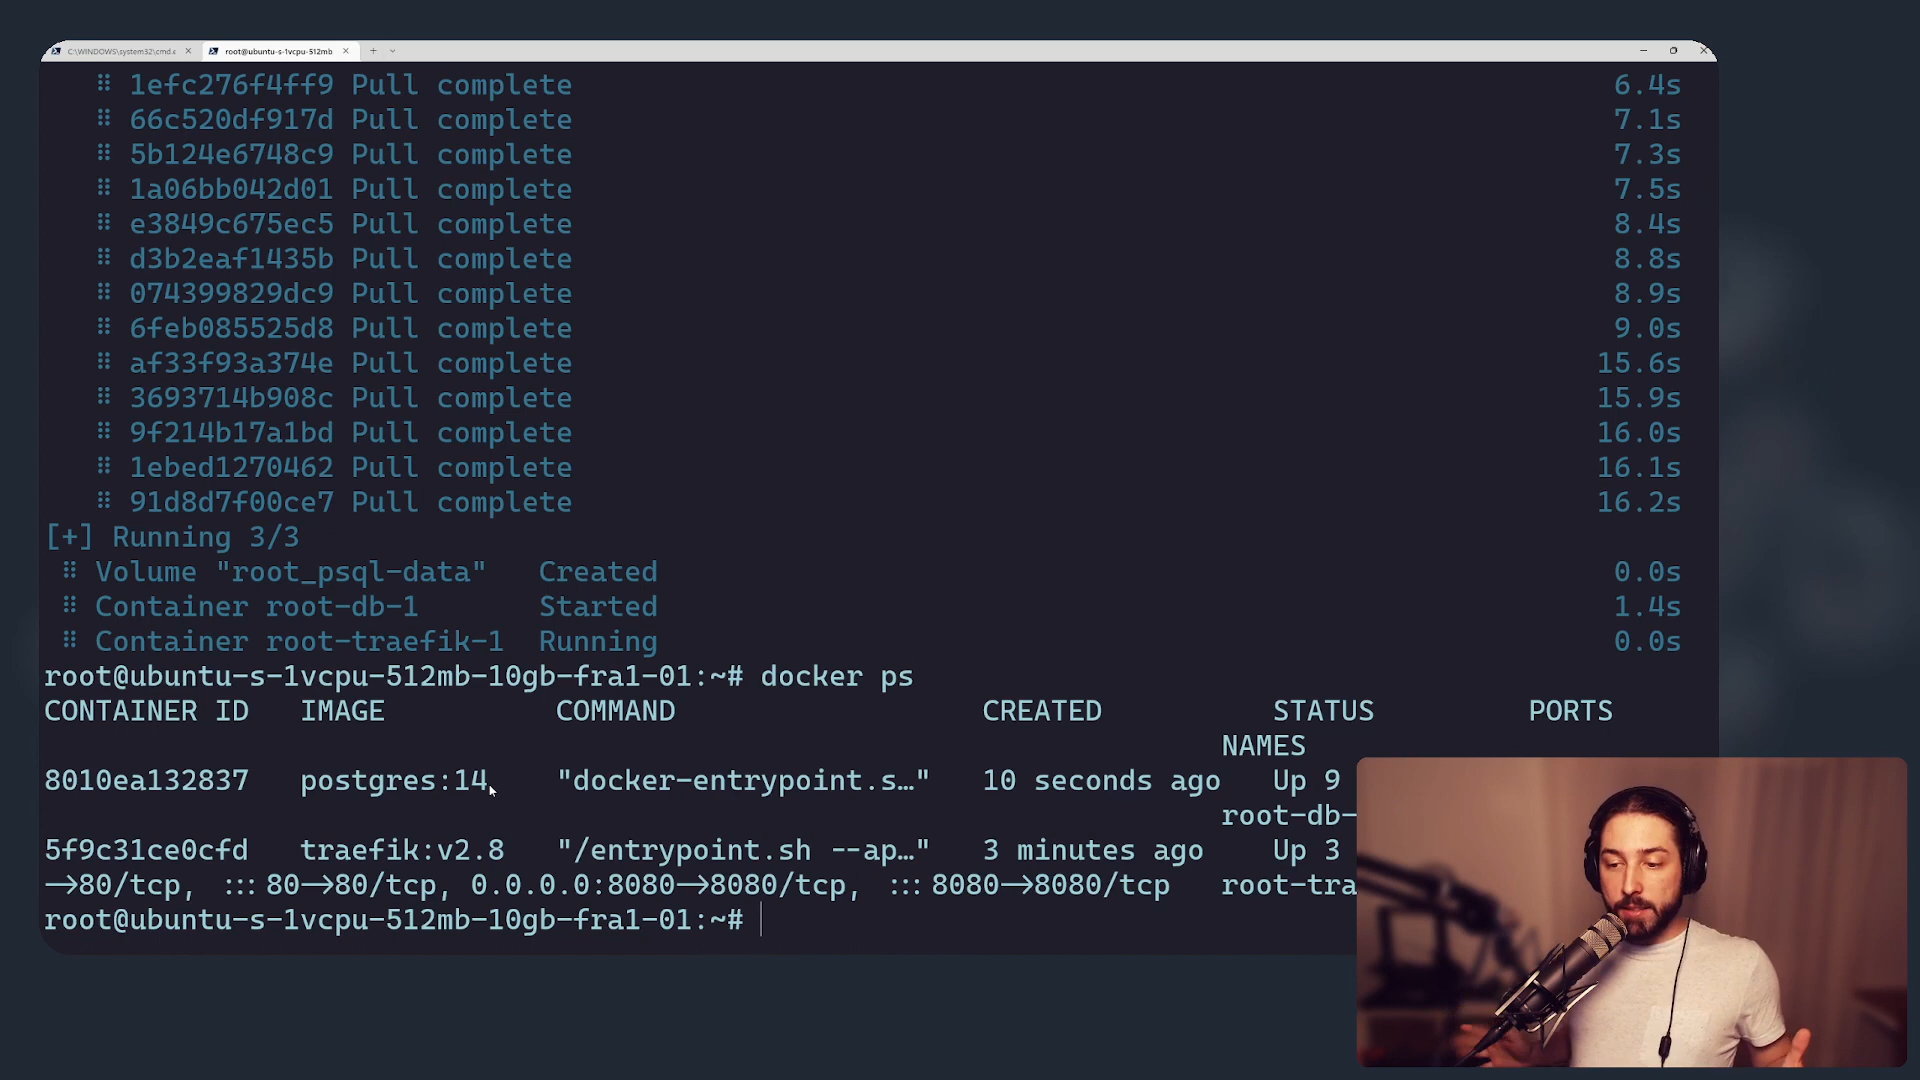 C:\WINDOWS\system32\cmd.e
root@ubuntu-s-1vcpu-512mb
1efc276f4ff9 Pull complete 6.4s
66c520df917d Pull complete 7.1s
5b124e6748c9 Pull complete 7.3s
1a06bb042d01 Pull complete 7.5s
e3849c675ec5 Pull complete 8.4s
d3b2eaf1435b Pull complete 8.8s
074399829dc9 Pull complete 8.9s
6feb085525d8 Pull complete 9.0s
af33f93a374e Pull complete 15.6s
3693714b908c Pull complete 15.9s
9f214b17a1bd Pull complete 16.0s
1ebed1270462 Pull complete 16.1s
91d8d7f00ce7 Pull complete 16.2s
[+] Running 3/3
Volume "root_psql-data" Created 0.0s
Container root-db-1 Started 1.4s
Container root-traefik-1 Running 0.0s
root@ubuntu-s-1vcpu-512mb-10gb-fra1-01:~# docker ps
CONTAINER ID IMAGE COMMAND CREATED STATUS PORTS
NAMES
8010ea132837 postgres:14 "docker-entrypoint.s…" 10 seconds ago Up 9
root-db-
5f9c31ce0cfd traefik:v2.8 "/entrypoint.sh --ap…" 3 minutes ago Up 3
->80/tcp, :::80->80/tcp, 0.0.0.0:8080->8080/tcp, :::8080->8080/tcp root-tra
root@ubuntu-s-1vcpu-512mb-10gb-fra1-01:~#